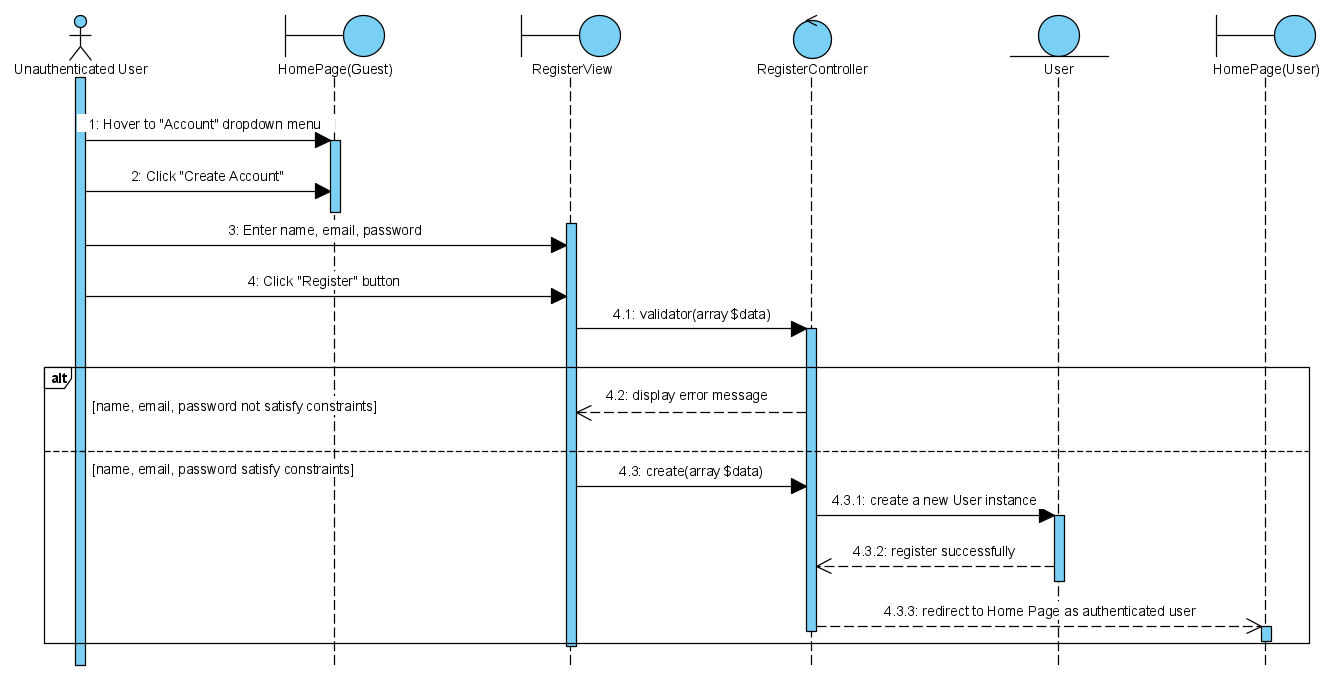 Unauthenticated User
HomePage(Guest)
RegisterView
RegisterController
User
HomePage(User)
1: Hover to "Account" dropdown menu
2: Click "Create Account"
3: Enter name, email, password
4: Click "Register" button
4.1: validator(array $data)
alt
4.2: display error message
[name, email, password not satisfy constraints]
[name, email, password satisfy constraints]
4.3: create(array $data)
4.3.1: create a new User instance
4.3.2: register successfully
4.3.3: redirect to Home Page as authenticated user